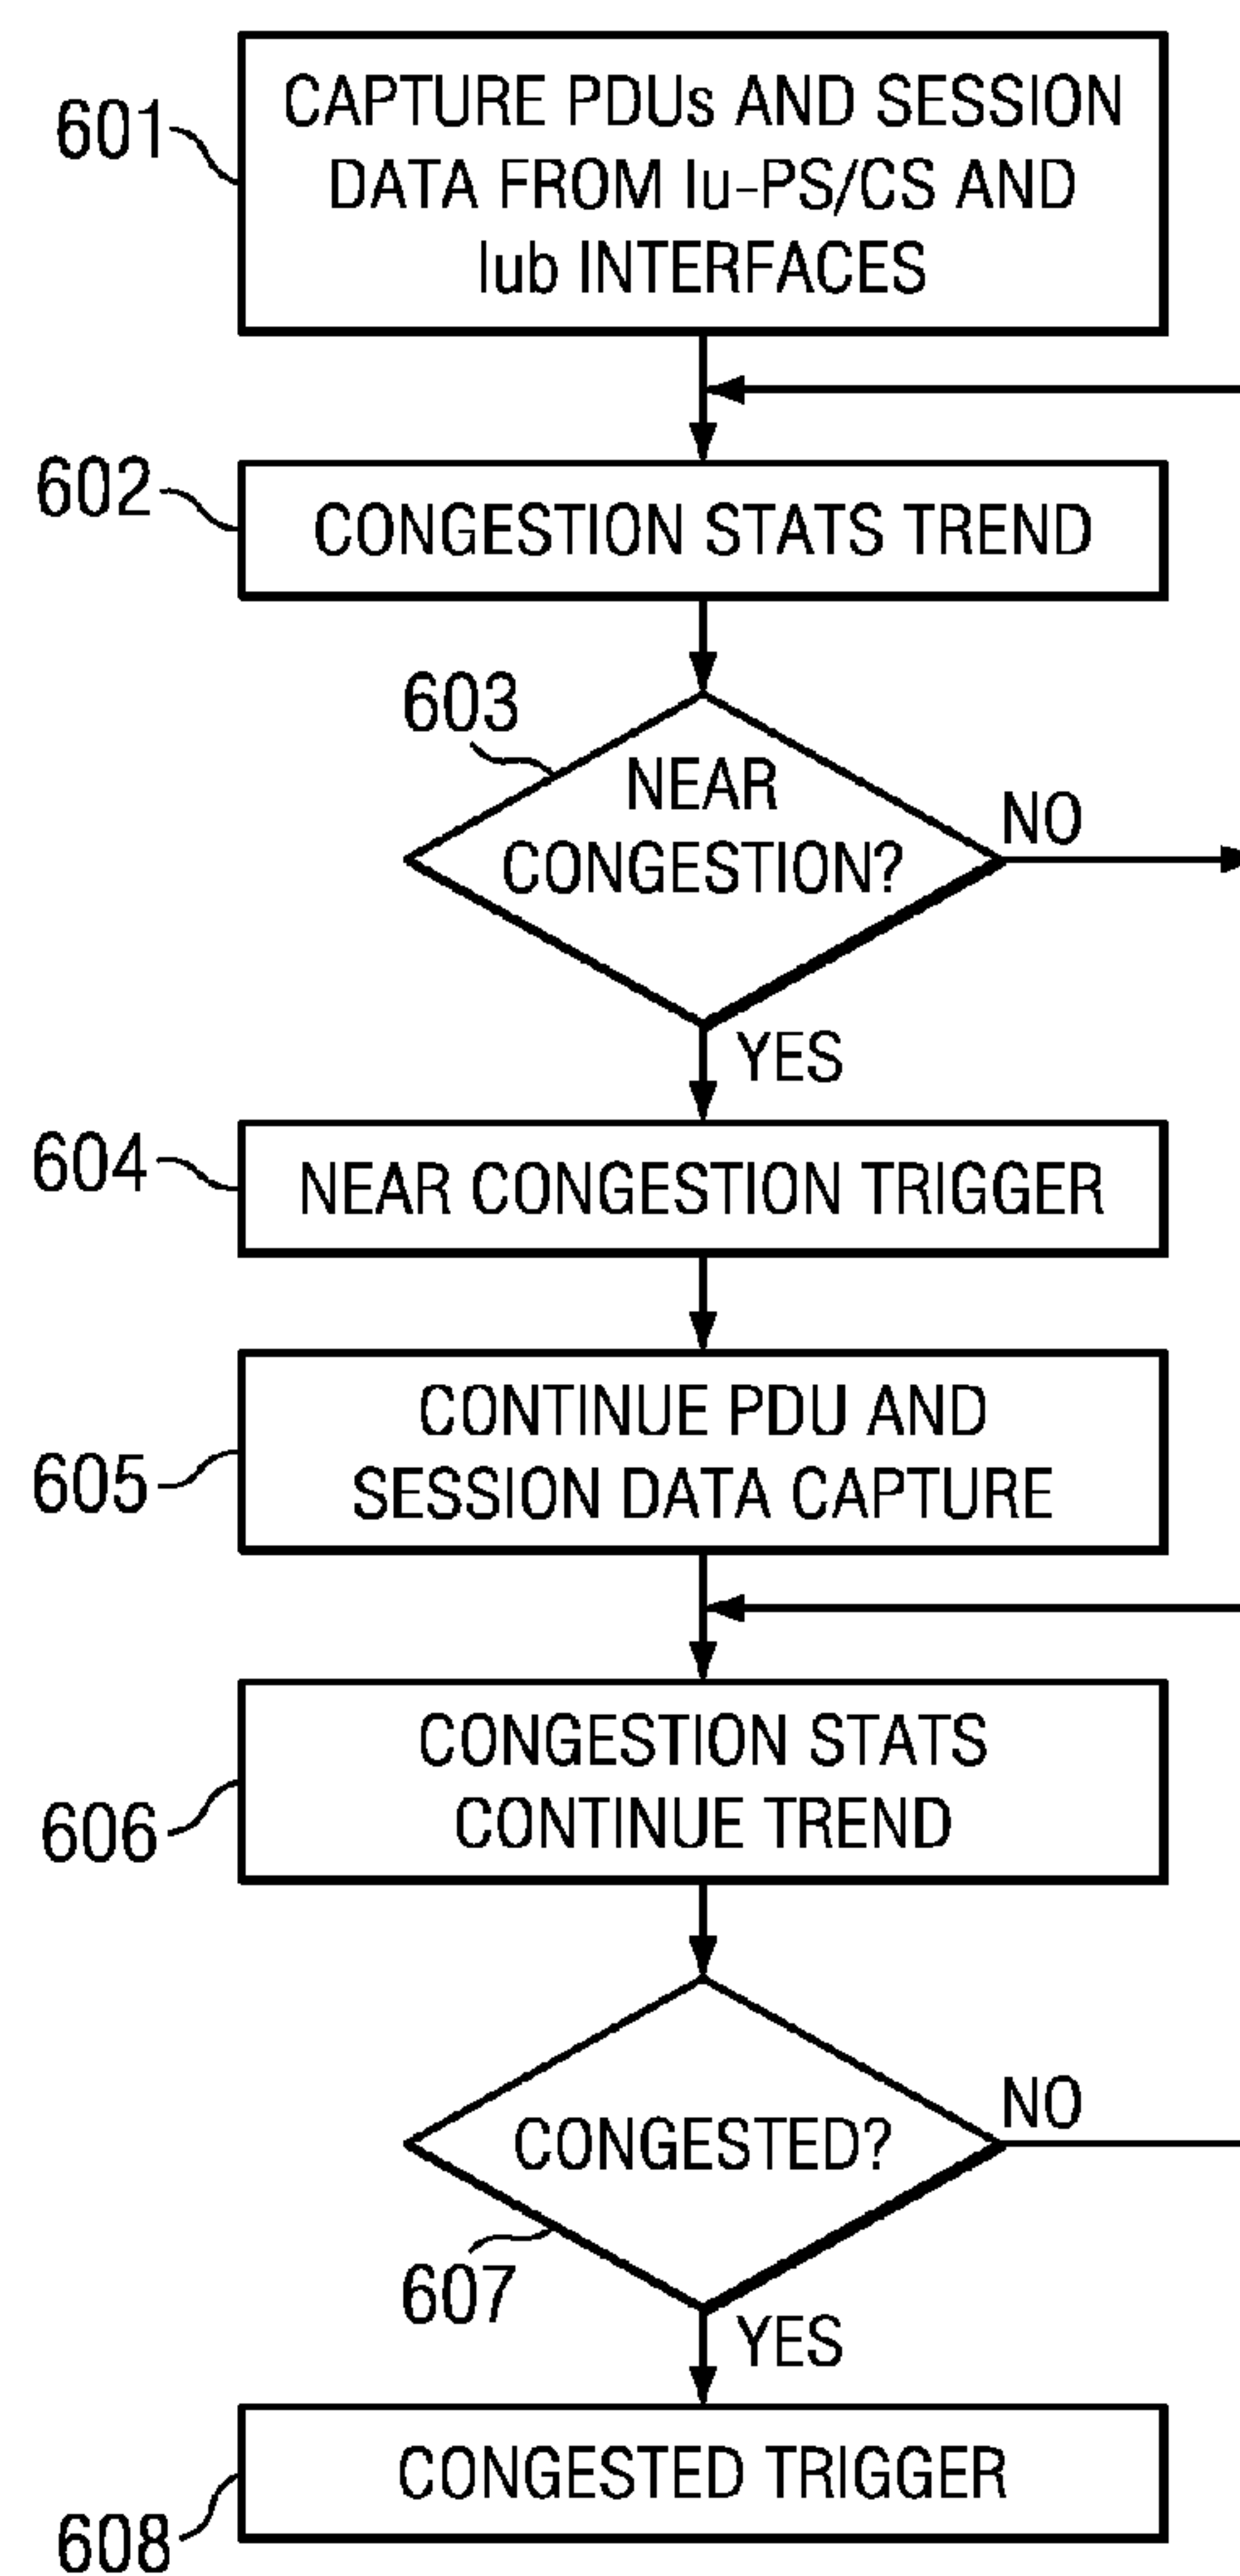 601
CAPTURE PDUs AND SESSION
DATA FROM Iu-PS/CS AND
Iub INTERFACES
602
CONGESTION STATS TREND
603
NEAR
CONGESTION?
NO
YES
604
NEAR CONGESTION TRIGGER
605
CONTINUE PDU AND
SESSION DATA CAPTURE
606
CONGESTION STATS
CONTINUE TREND
CONGESTED?
NO
607
YES
CONGESTED TRIGGER
608